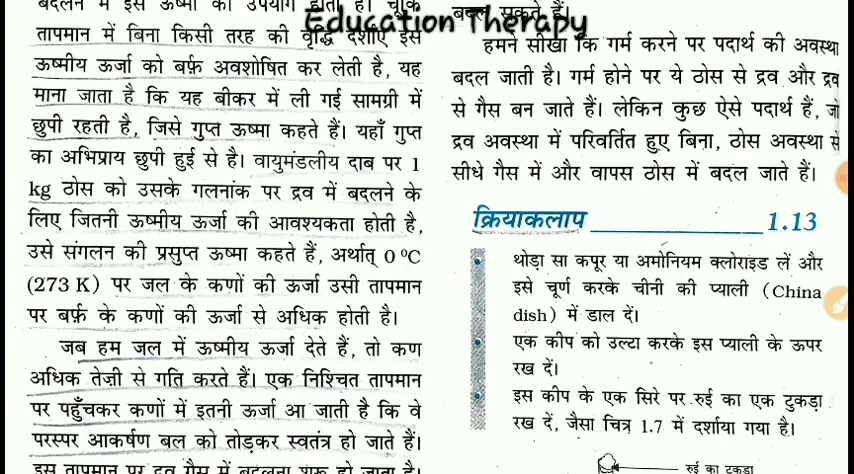 बदलने में इस ऊष्मा का उपयोग होता है। चूँकि
तापमान में बिना किसी तरह की वृद्धि दर्शाए इस
ऊष्मीय ऊर्जा को बर्फ़ अवशोषित कर लेती है, यह
माना जाता है कि यह बीकर में ली गई सामग्री में
छुपी रहती है, जिसे गुप्त ऊष्मा कहते हैं। यहाँ गुप्त
का अभिप्राय छुपी हुई से है। वायुमंडलीय दाब पर 1
kg ठोस को उसके गलनांक पर द्रव में बदलने के
लिए जितनी ऊष्मीय ऊर्जा की आवश्यकता होती है,
उसे संगलन की प्रसुप्त ऊष्मा कहते हैं, अर्थात् 0 °C
(273 K) पर जल के कणों की ऊर्जा उसी तापमान
पर बर्फ़ के कणों की ऊर्जा से अधिक होती है।
जब हम जल में ऊष्मीय ऊर्जा देते हैं, तो कण
अधिक तेज़ी से गति करते हैं। एक निश्चित तापमान
पर पहुँचकर कणों में इतनी ऊर्जा आ जाती है कि वे
परस्पर आकर्षण बल को तोड़कर स्वतंत्र हो जाते हैं।
इस तापमान पर द्रव गैस में बदलना शुरू हो जाता है।
Education Therapy
बदल सकते हैं।
हमने सीखा कि गर्म करने पर पदार्थ की अवस्था
बदल जाती है। गर्म होने पर ये ठोस से द्रव और द्रव
से गैस बन जाते हैं। लेकिन कुछ ऐसे पदार्थ हैं, जो
द्रव अवस्था में परिवर्तित हुए बिना, ठोस अवस्था से
सीधे गैस में और वापस ठोस में बदल जाते हैं।
क्रियाकलाप 1.13
थोड़ा सा कपूर या अमोनियम क्लोराइड लें और
इसे चूर्ण करके चीनी की प्याली (China
dish) में डाल दें।
एक कीप को उल्टा करके इस प्याली के ऊपर
रख दें।
इस कीप के एक सिरे पर रुई का एक टुकड़ा
रख दें, जैसा चित्र 1.7 में दर्शाया गया है।
रुई का टुकड़ा